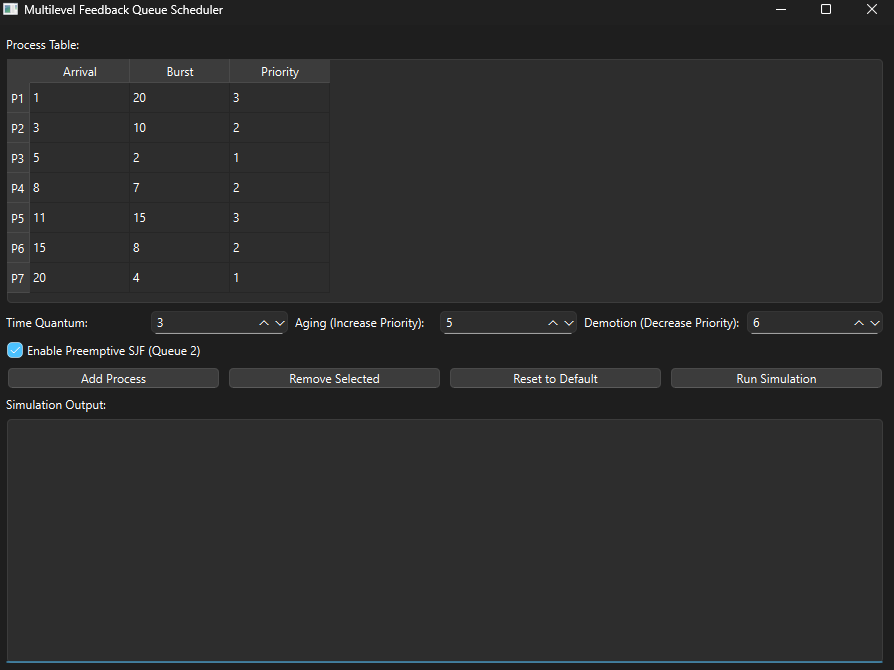 Multilevel Feedback Queue Scheduler
Process Table:
Arrival Burst Priority
P1 1 20 3
P2 3 10 2
P3 5 2 1
P4 8 7 2
P5 11 15 3
P6 15 8 2
P7 20 4 1
Time Quantum: 3 Aging (Increase Priority): 5 Demotion (Decrease Priority): 6
Enable Preemptive SJF (Queue 2)
Add Process Remove Selected Reset to Default Run Simulation
Simulation Output: